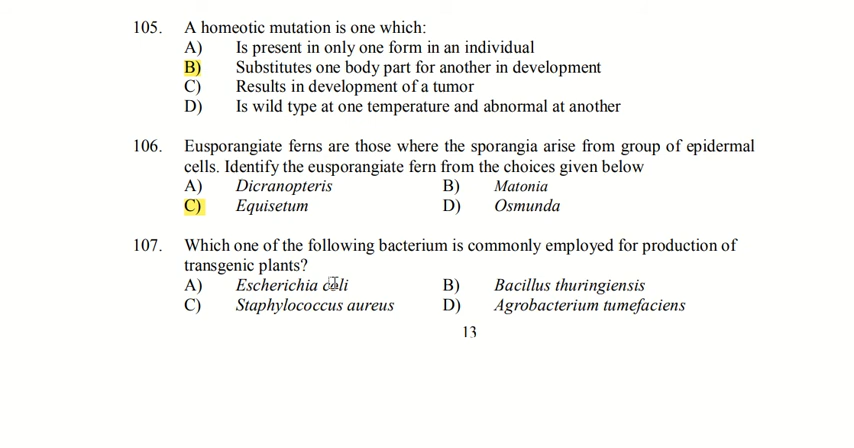 105. A homeotic mutation is one which:
A) Is present in only one form in an individual
B) Substitutes one body part for another in development
C) Results in development of a tumor
D) Is wild type at one temperature and abnormal at another
106. Eusporangiate ferns are those where the sporangia arise from group of epidermal
cells. Identify the eusporangiate fern from the choices given below
A) Dicranopteris B) Matonia
C) Equisetum D) Osmunda
107. Which one of the following bacterium is commonly employed for production of
transgenic plants?
A) Escherichia coli B) Bacillus thuringiensis
C) Staphylococcus aureus D) Agrobacterium tumefaciens
13